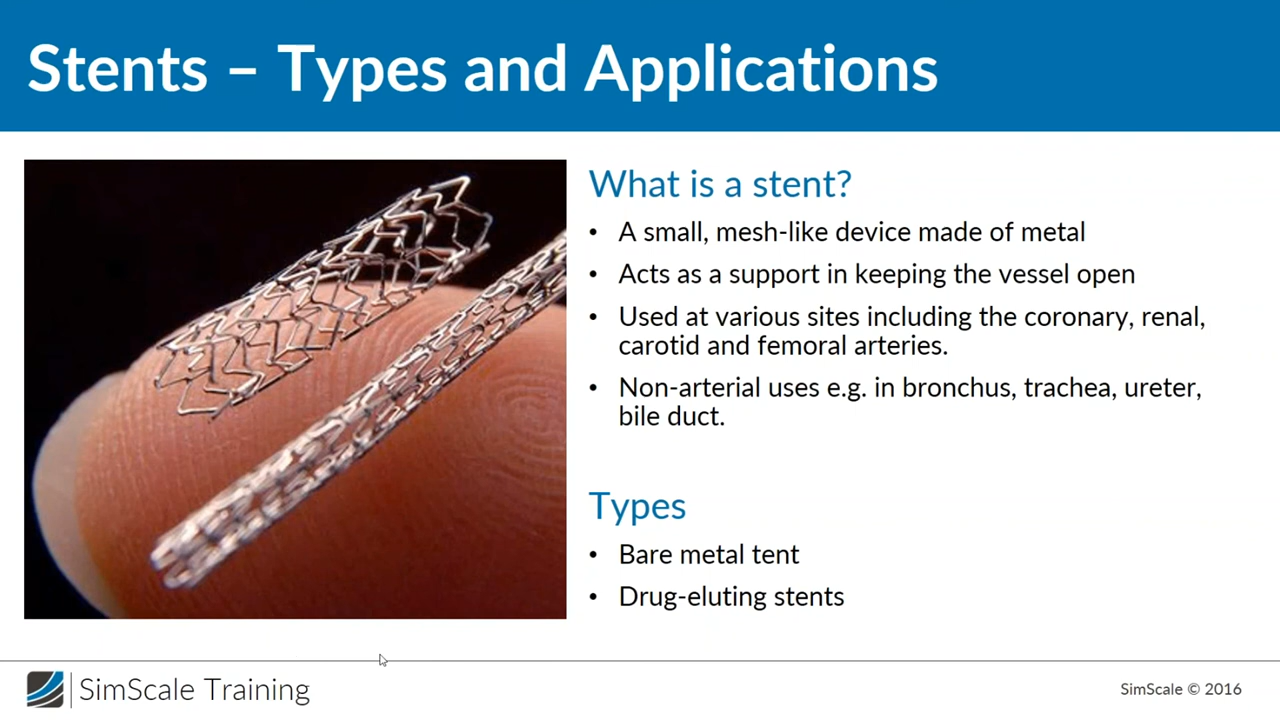 Stents – Types and Applications
What is a stent?
• A small, mesh-like device made of metal
• Acts as a support in keeping the vessel open
• Used at various sites including the coronary, renal,
carotid and femoral arteries.
• Non-arterial uses e.g. in bronchus, trachea, ureter,
bile duct.
Types
• Bare metal tent
• Drug-eluting stents
SimScale Training
SimScale © 2016